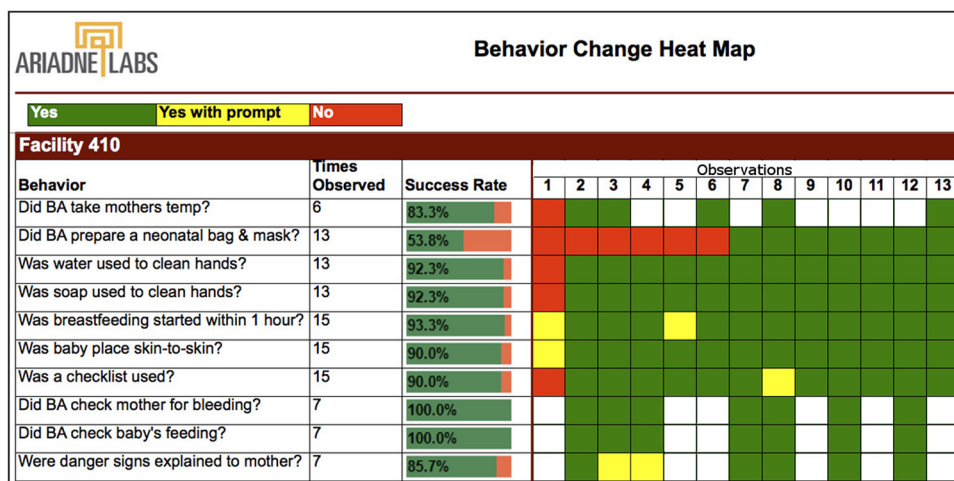 ARIADNE LABS
Behavior Change Heat Map
Yes
Yes with prompt
No
Facility 410
Behavior
Times Observed
Success Rate
Observations
1 2 3 4 5 6 7 8 9 10 11 12 13
Did BA take mothers temp? 6 83.3%
Did BA prepare a neonatal bag & mask? 13 53.8%
Was water used to clean hands? 13 92.3%
Was soap used to clean hands? 13 92.3%
Was breastfeeding started within 1 hour? 15 93.3%
Was baby place skin-to-skin? 15 90.0%
Was a checklist used? 15 90.0%
Did BA check mother for bleeding? 7 100.0%
Did BA check baby's feeding? 7 100.0%
Were danger signs explained to mother? 7 85.7%